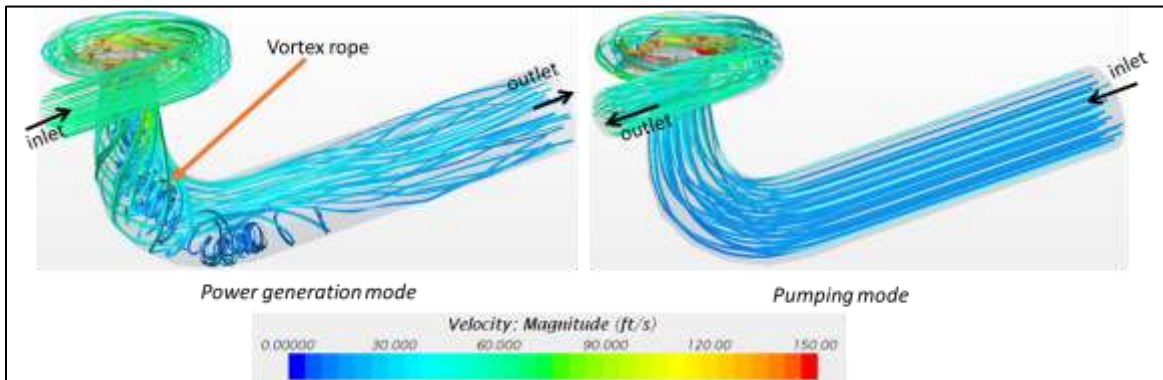 Vortex rope
inlet
outlet
outlet
inlet
Power generation mode
Pumping mode
Velocity: Magnitude (ft/s)
0.00000 30.000 60.000 90.000 120.00 150.00